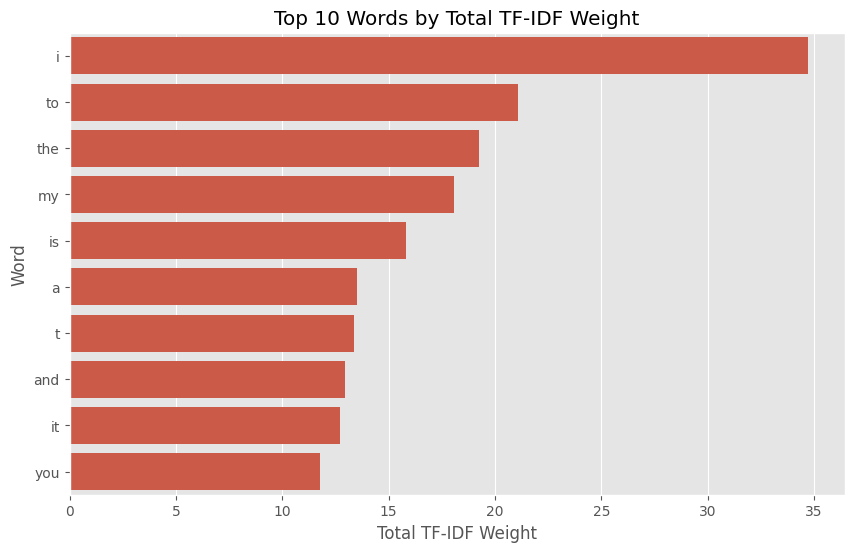 Top 10 Words by Total TF-IDF Weight
i
to
the
my
is
a
t
and
it
you
Word
0 5 10 15 20 25 30 35
Total TF-IDF Weight